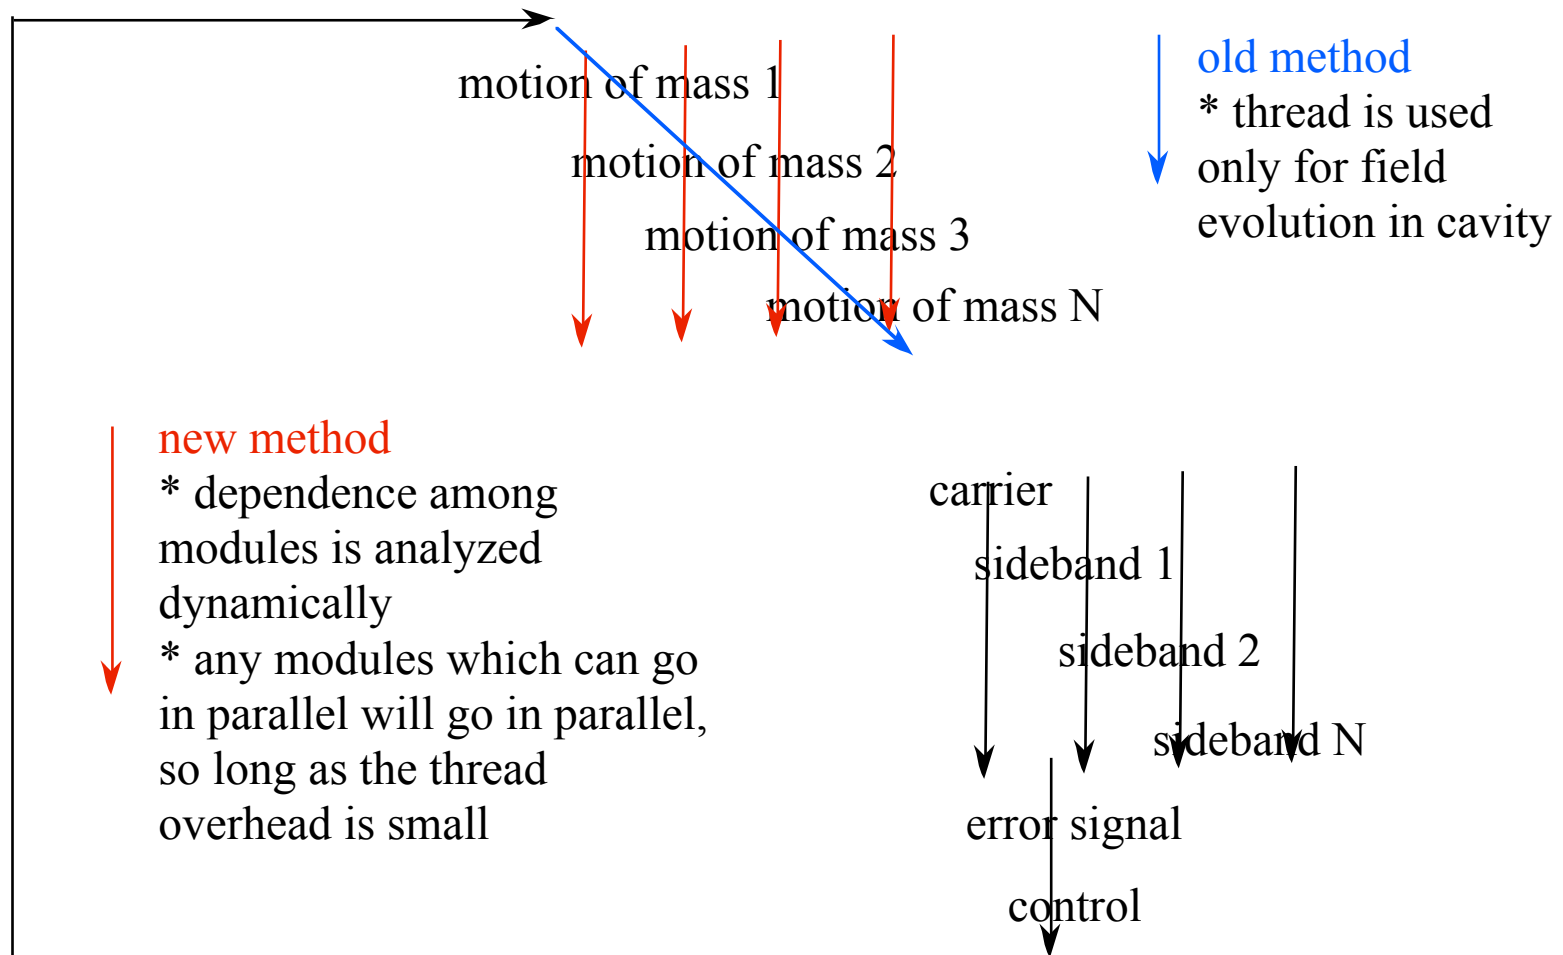 motion of mass 1
motion of mass 2
motion of mass 3
motion of mass N
old method
* thread is used
only for field
evolution in cavity
new method
* dependence among
modules is analyzed
dynamically
* any modules which can go
in parallel will go in parallel,
so long as the thread
overhead is small
carrier
sideband 1
sideband 2
sideband N
error signal
control